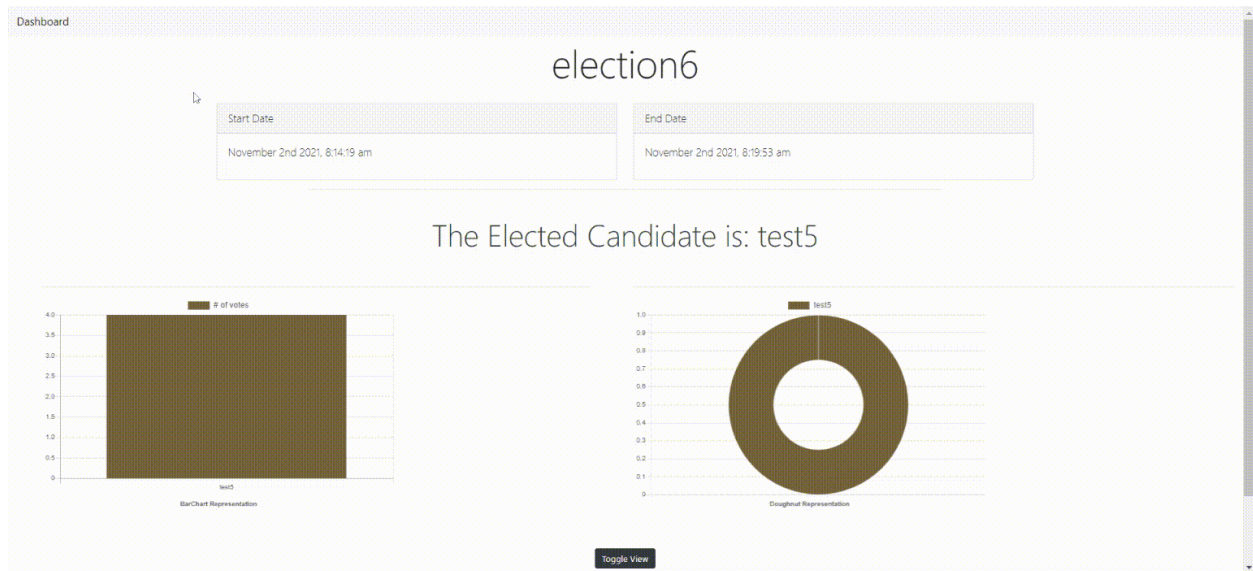 Dashboard
election6
Start Date
End Date
November 2nd 2021, 8:14:19 am
November 2nd 2021, 8:19:53 am
The Elected Candidate is: test5
# of votes
4.0
3.5
3.0
2.5
2.0
1.5
1.0
0.5
0
test5
BarChart Representation
test5
1.0
0.9
0.8
0.7
0.6
0.5
0.4
0.3
0.2
0.1
0
Doughnut Representation
Toggle View